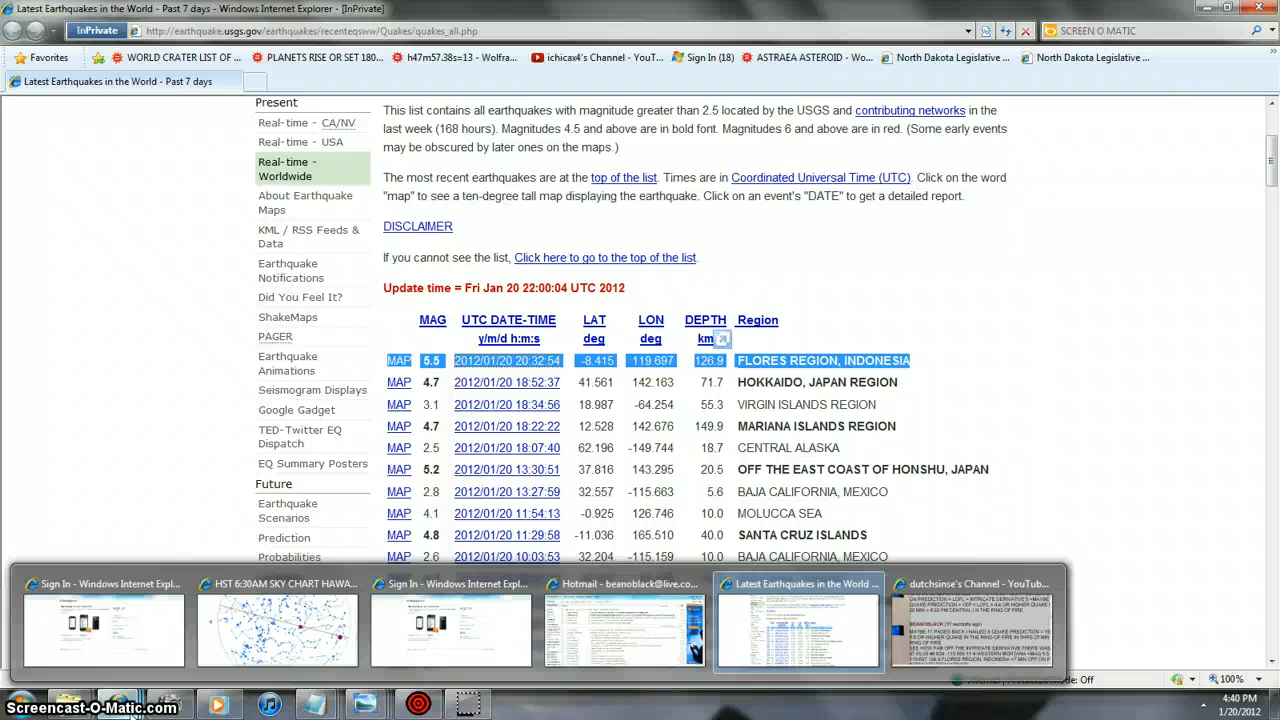 Latest Earthquakes in the World - Past 7 days - Windows Internet Explorer - [InPrivate]
InPrivate http://earthquake.usgs.gov/earthquakes/recenteqsww/Quakes/quakes_all.php SCREEN O MATIC
Favorites WORLD CRATER LIST OF ... PLANETS RISE OR SET 180... h47m57.38s=13 - Wolfra... ichicax4's Channel - YouT... Sign In (18) ASTRAEA ASTEROID - Wo... North Dakota Legislative ... North Dakota Legislative ...
Latest Earthquakes in the World - Past 7 days
Present
Real-time - CA/NV
Real-time - USA
Real-time -
Worldwide
About Earthquake
Maps
KML / RSS Feeds &
Data
Earthquake
Notifications
Did You Feel It?
ShakeMaps
PAGER
Earthquake
Animations
Seismogram Displays
Google Gadget
TED-Twitter EQ
Dispatch
EQ Summary Posters
Future
Earthquake
Scenarios
Prediction
Probabilities
This list contains all earthquakes with magnitude greater than 2.5 located by the USGS and contributing networks in the
last week (168 hours). Magnitudes 4.5 and above are in bold font. Magnitudes 6 and above are in red. (Some early events
may be obscured by later ones on the maps.)
The most recent earthquakes are at the top of the list. Times are in Coordinated Universal Time (UTC). Click on the word
"map" to see a ten-degree tall map displaying the earthquake. Click on an event's "DATE" to get a detailed report.
DISCLAIMER
If you cannot see the list, Click here to go to the top of the list.
Update time = Fri Jan 20 22:00:04 UTC 2012
MAG UTC DATE-TIME LAT LON DEPTH Region
y/m/d h:m:s deg deg km
MAP 5.5 2012/01/20 20:32:54 -8.415 119.697 126.9 FLORES REGION, INDONESIA
MAP 4.7 2012/01/20 18:52:37 41.561 142.163 71.7 HOKKAIDO, JAPAN REGION
MAP 3.1 2012/01/20 18:34:56 18.987 -64.254 55.3 VIRGIN ISLANDS REGION
MAP 4.7 2012/01/20 18:22:22 12.528 142.676 149.9 MARIANA ISLANDS REGION
MAP 2.5 2012/01/20 18:07:40 62.196 -149.744 18.7 CENTRAL ALASKA
MAP 5.2 2012/01/20 13:30:51 37.816 143.295 20.5 OFF THE EAST COAST OF HONSHU, JAPAN
MAP 2.8 2012/01/20 13:27:59 32.557 -115.663 5.6 BAJA CALIFORNIA, MEXICO
MAP 4.1 2012/01/20 11:54:13 -0.925 126.746 10.0 MOLUCCA SEA
MAP 4.8 2012/01/20 11:29:58 -11.036 165.510 40.0 SANTA CRUZ ISLANDS
MAP 2.6 2012/01/20 10:03:53 32.204 -115.159 10.0 BAJA CALIFORNIA, MEXICO
Sign In - Windows Internet Expl... HST 6:30AM SKY CHART HAWA... Sign In - Windows Internet Expl... Hotmail - beanoblack@live.co... Latest Earthquakes in the World ... dutchsinse's Channel - YouTub...
Mode: Off 100%
Screencast-O-Matic.com
4:40 PM
1/20/2012